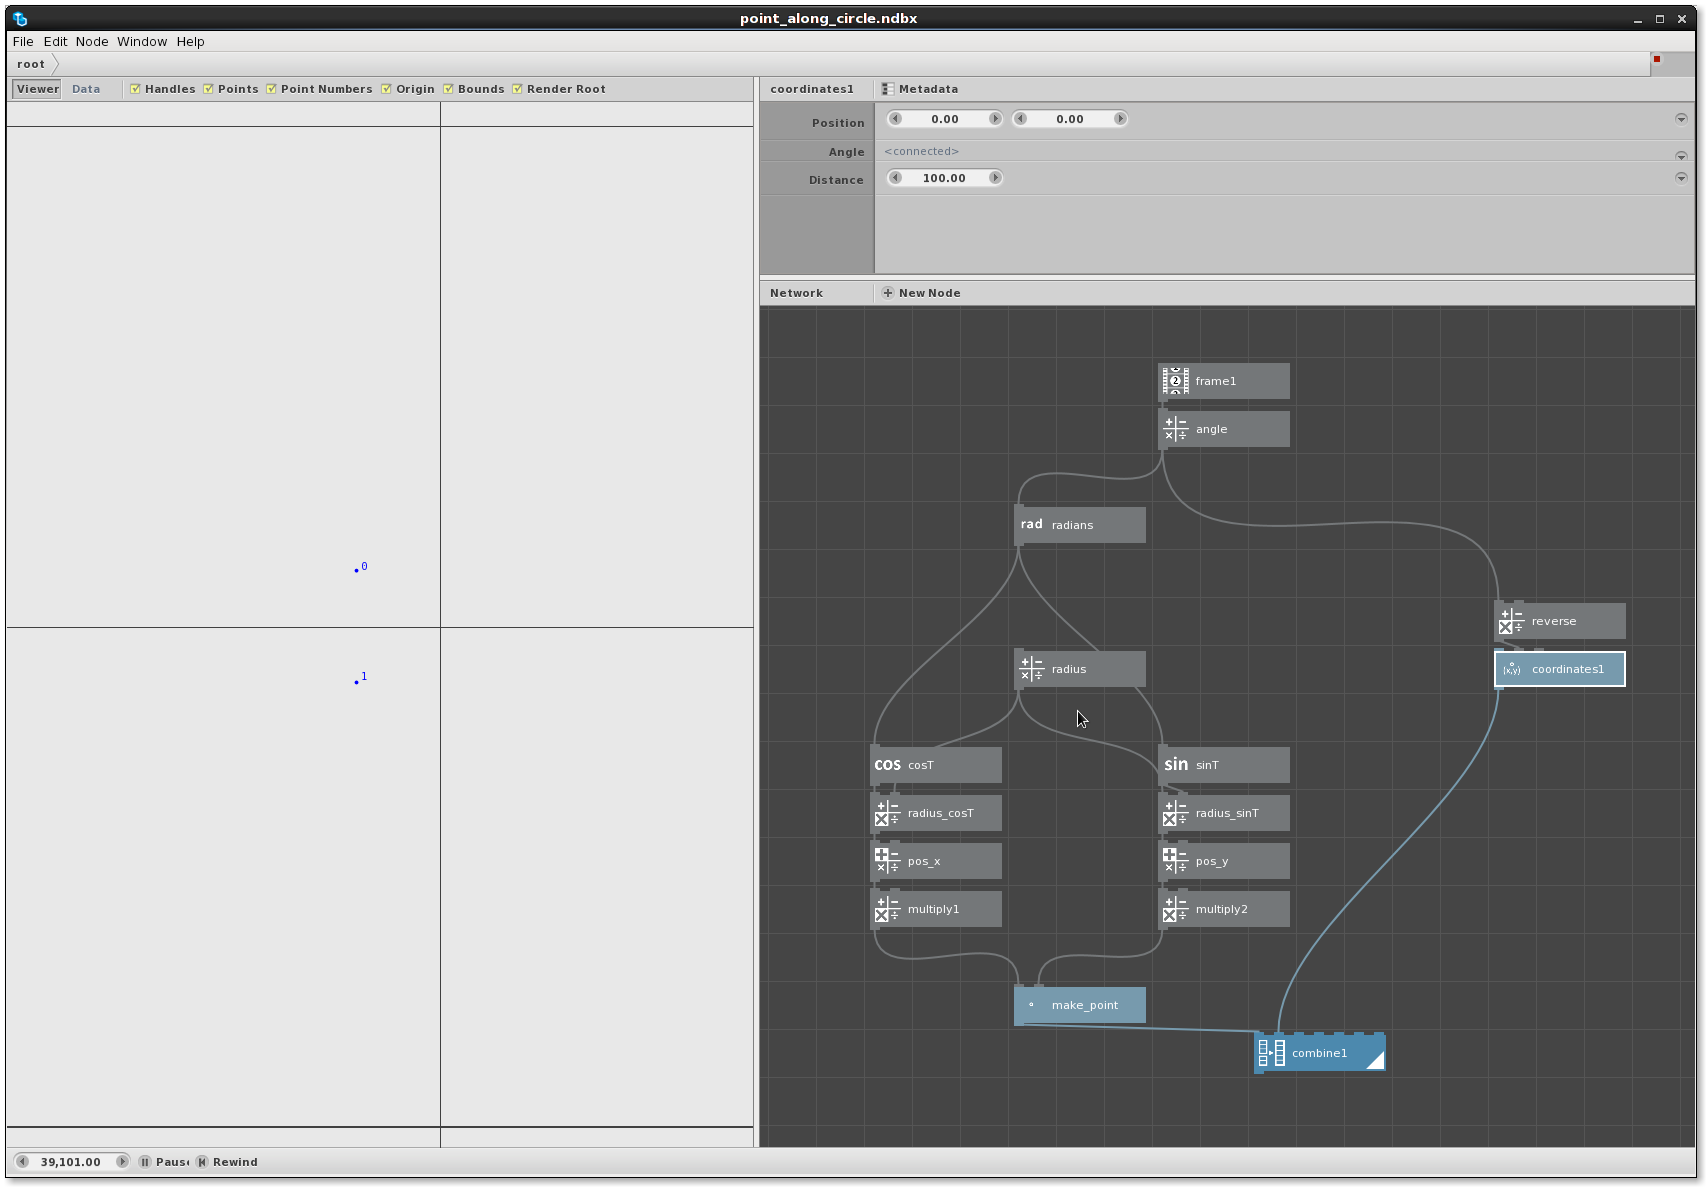 point_along_circle.ndbx
File Edit Node Window Help
root
Viewer Data Handles Points Point Numbers Origin Bounds Render Root
0
1
coordinates1 Metadata
Position 0.00 0.00
Angle <connected>
Distance 100.00
Network New Node
2 frame1
angle
rad radians
reverse
radius
(x,y) coordinates1
cos cosT
sin sinT
radius_cosT
radius_sinT
pos_x
pos_y
multiply1
multiply2
make_point
combine1
39,101.00 Paus Rewind